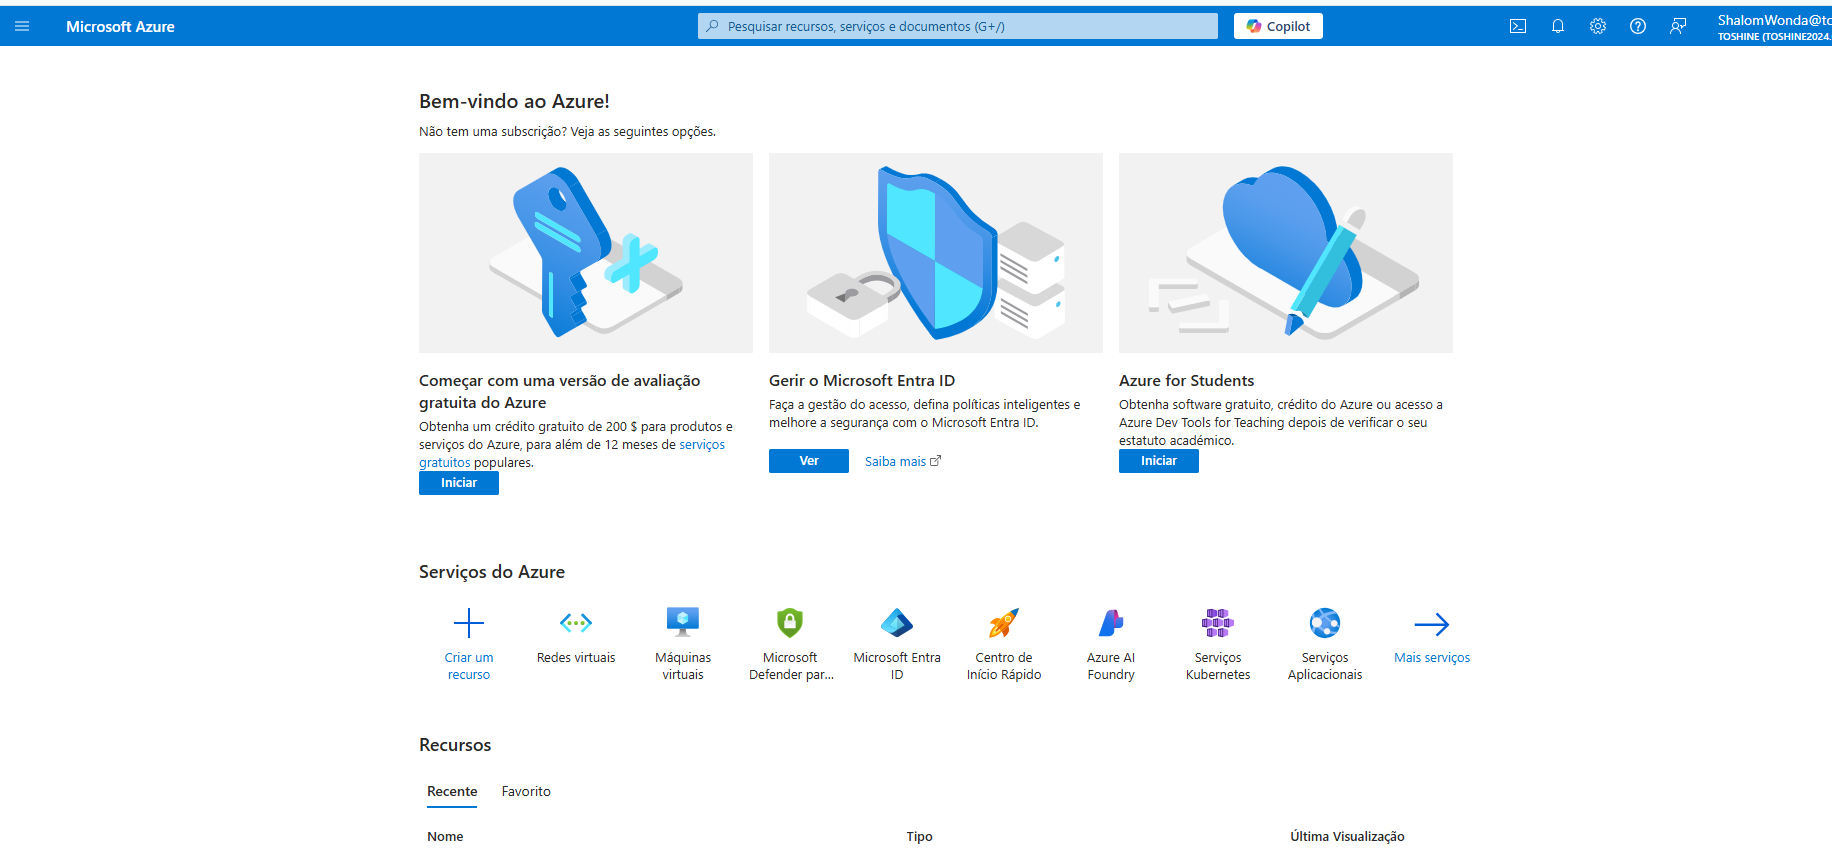 Microsoft Azure
Pesquisar recursos, serviços e documentos (G+/)
Copilot
ShalomWonda@to
TOSHINE (TOSHINE2024.
Bem-vindo ao Azure!
Não tem uma subscrição? Veja as seguintes opções.
Começar com uma versão de avaliação
gratuita do Azure
Obtenha um crédito gratuito de 200 $ para produtos e
serviços do Azure, para além de 12 meses de serviços
gratuitos populares.
Iniciar
Gerir o Microsoft Entra ID
Faça a gestão do acesso, defina políticas inteligentes e
melhore a segurança com o Microsoft Entra ID.
Ver
Saiba mais
Azure for Students
Obtenha software gratuito, crédito do Azure ou acesso a
Azure Dev Tools for Teaching depois de verificar o seu
estatuto académico.
Iniciar
Serviços do Azure
Criar um
recurso
Redes virtuais
Máquinas
virtuais
Microsoft
Defender par...
Microsoft Entra
ID
Centro de
Início Rápido
Azure AI
Foundry
Serviços
Kubernetes
Serviços
Aplicacionais
Mais serviços
Recursos
Recente
Favorito
Nome
Tipo
Última Visualização